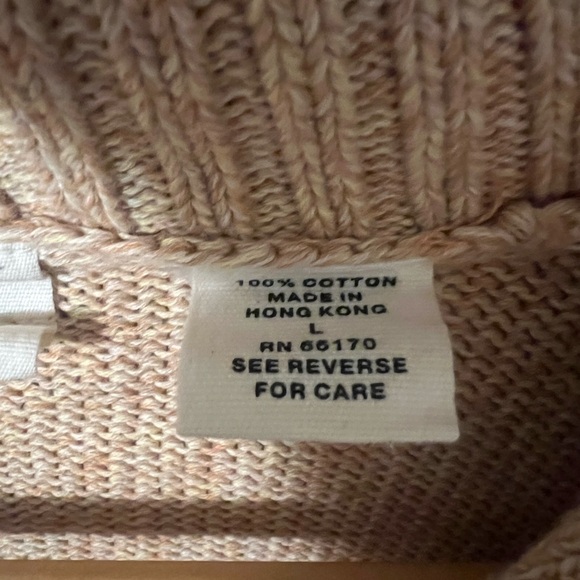 100% COTTON
MADE IN
HONG KONG
L
RN 66170
SEE REVERSE
FOR CARE